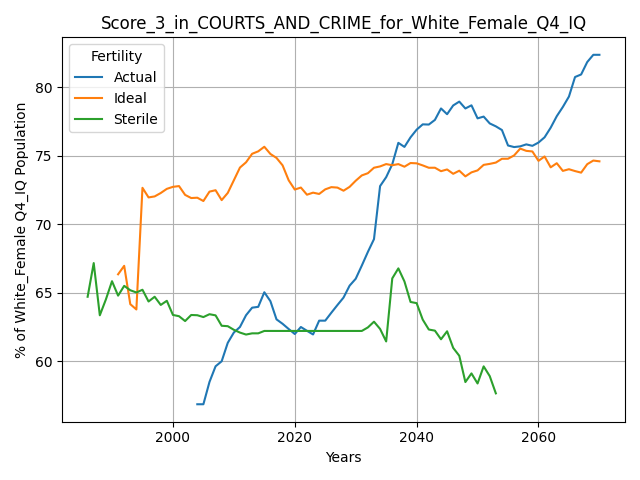 Score_3_in_COURTS_AND_CRIME_for_White_Female_Q4_IQ
Fertility
Actual
Ideal
Sterile
% of White_Female Q4_IQ Population
80
75
70
65
60
2000
2020
2040
2060
Years